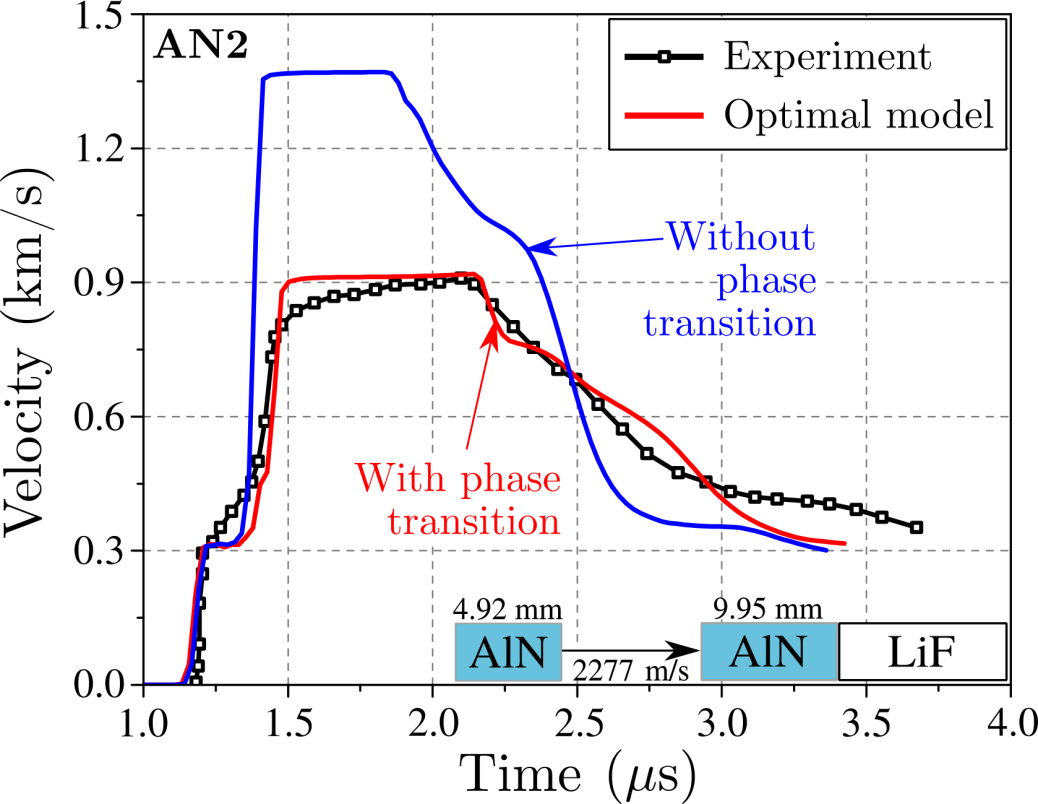 AN2
Experiment
Optimal model
Without
phase
transition
With phase
transition
4.92 mm
9.95 mm
AlN
2277 m/s
AlN
LiF
Velocity (km/s)
1.5
1.2
0.9
0.6
0.3
0.0
1.0 1.5 2.0 2.5 3.0 3.5 4.0
Time (μs)